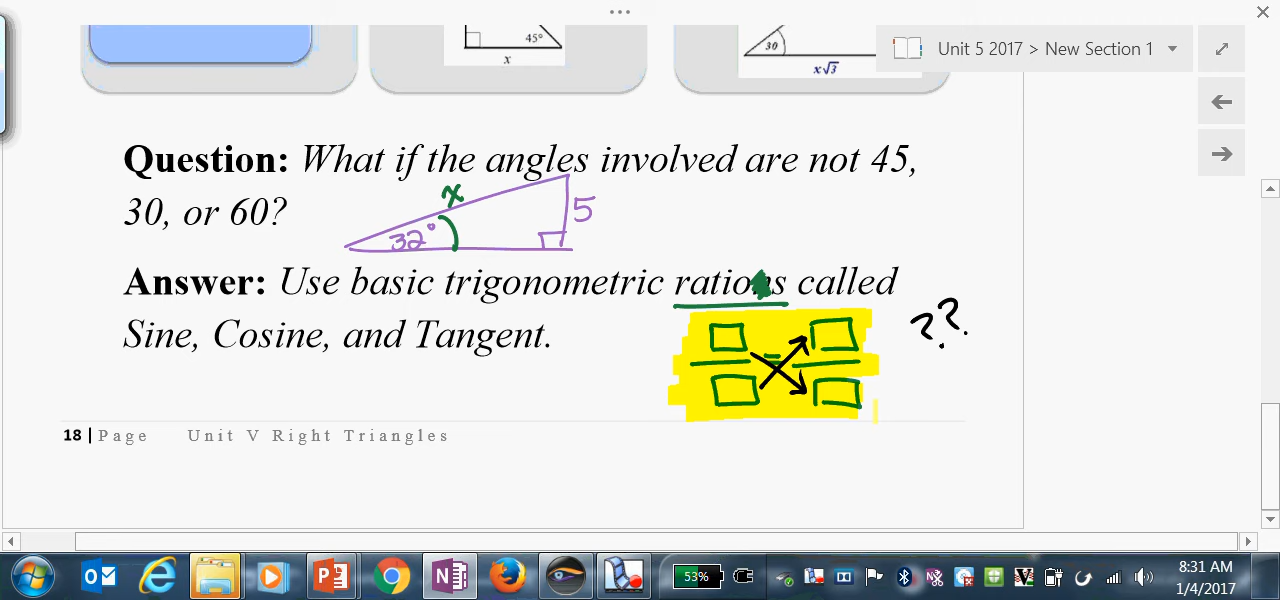 45°
x
30
x√3
Unit 5 2017 > New Section 1
Question: What if the angles involved are not 45,
30, or 60?
x
5
32°
Answer: Use basic trigonometric ratios called
Sine, Cosine, and Tangent.
=
??
18 | Page Unit V Right Triangles
53%
8:31 AM
1/4/2017